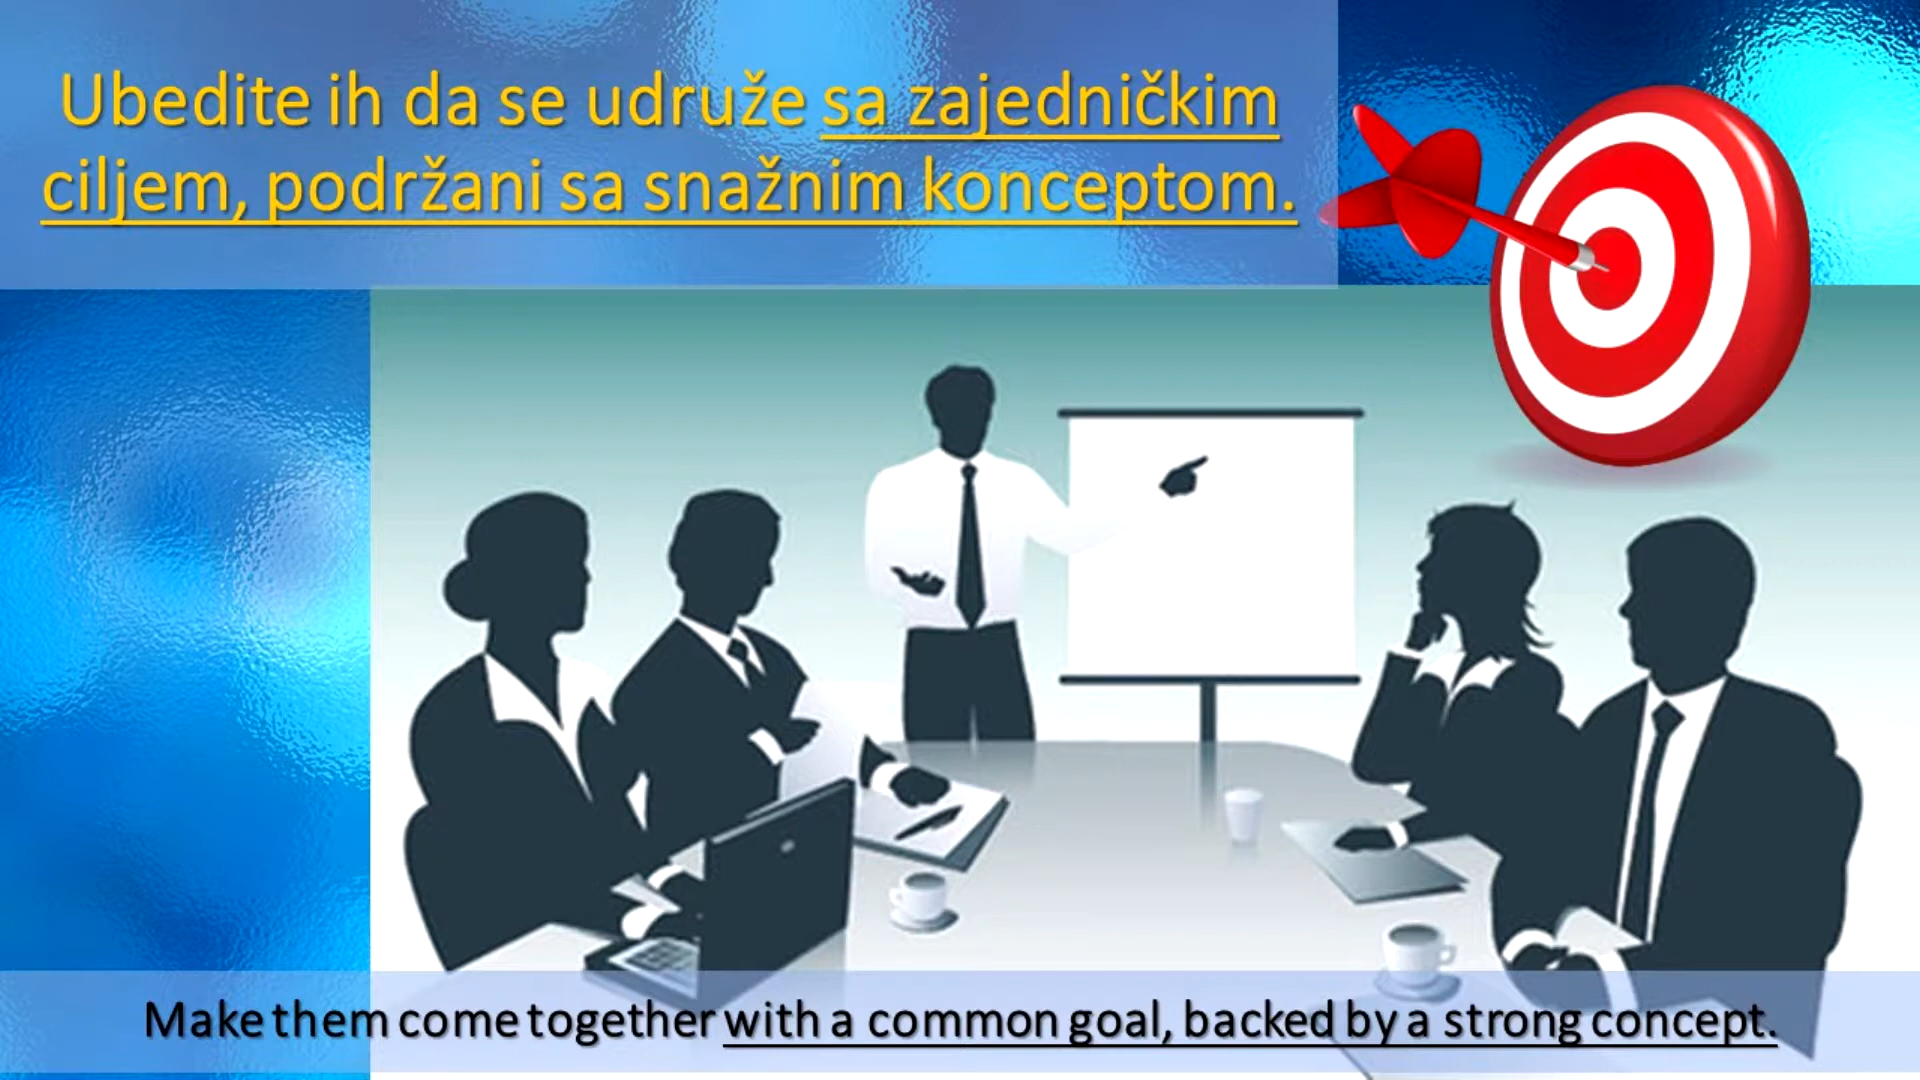 Ubedite ih da se udruže sa zajedničkim
ciljem, podržani sa snažnim konceptom.
Make them come together with a common goal, backed by a strong concept.